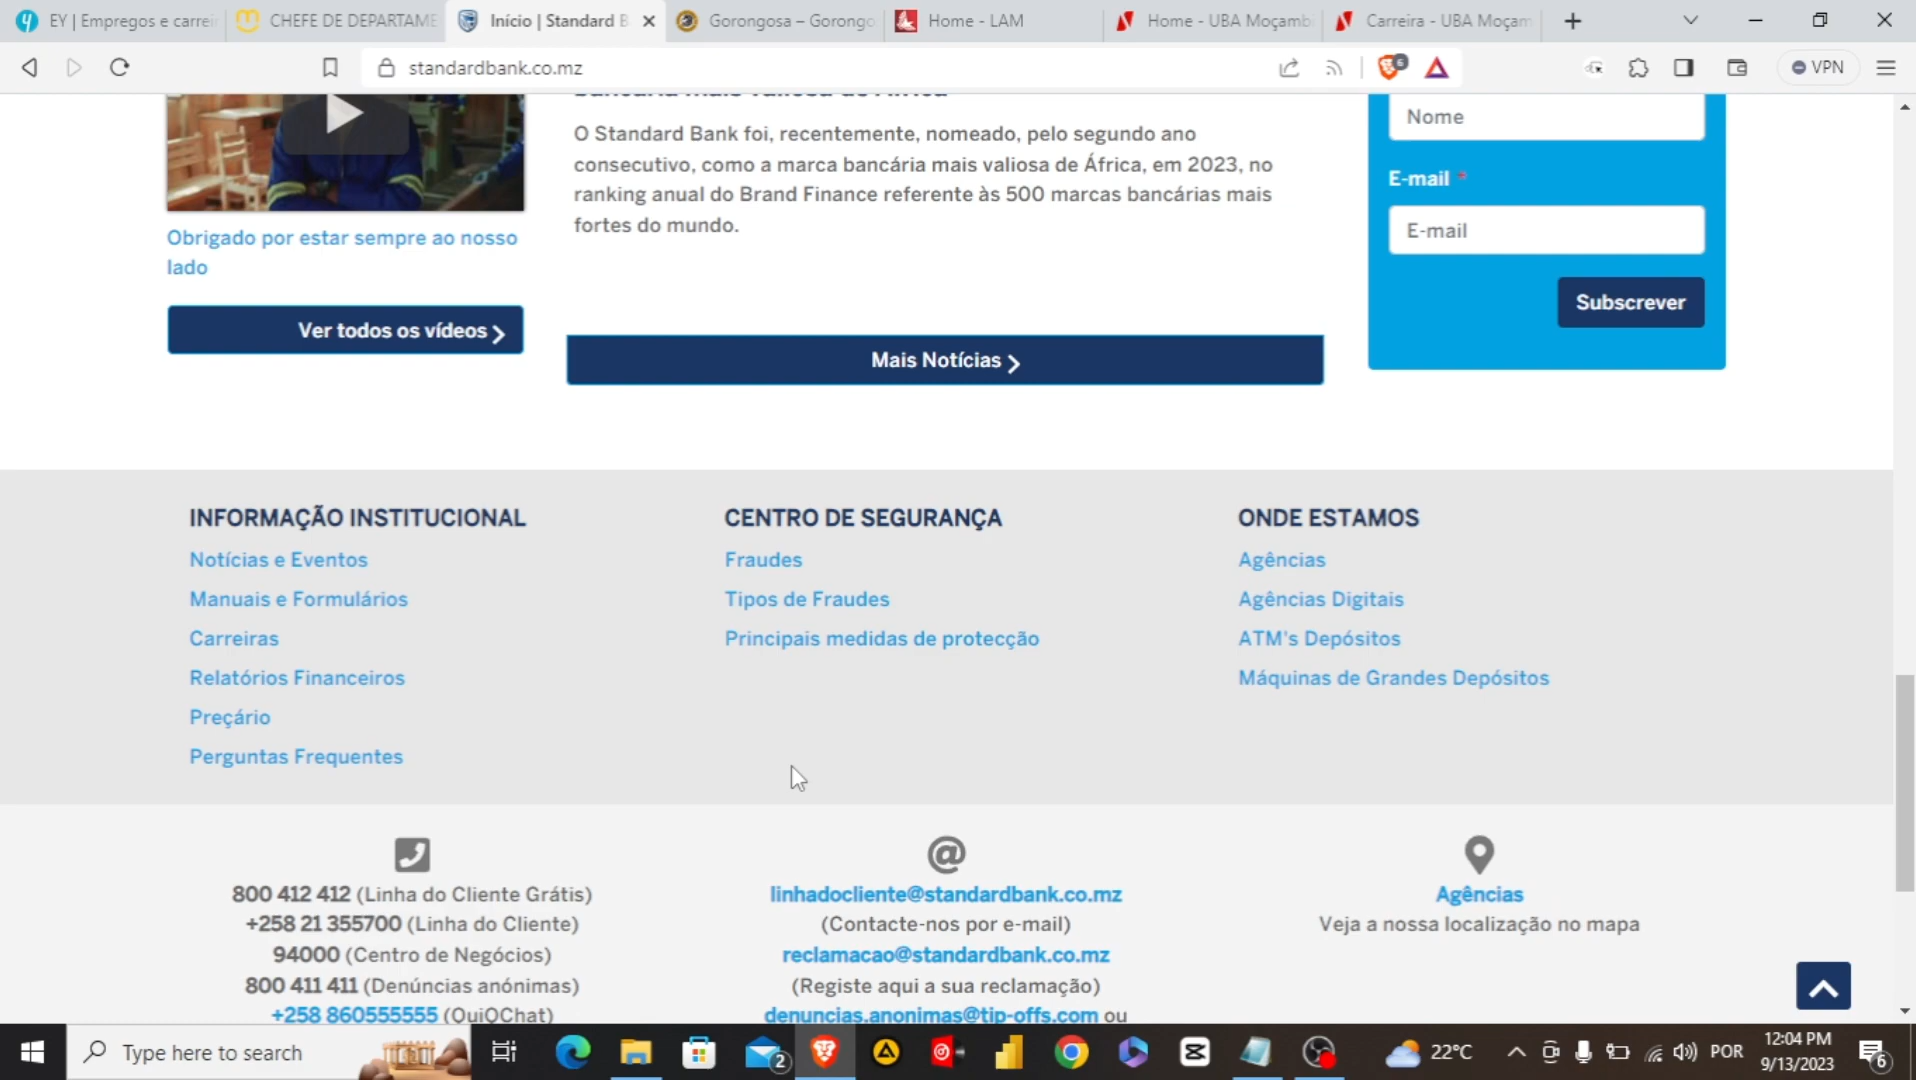 EY | Empregos e carrei
CHEFE DE DEPARTAME
Início | Standard B
Gorongosa – Gorongo
Home - LAM
Home - UBA Moçamb
Carreira - UBA Moçam
standardbank.co.mz
6
VPN
O Standard Bank foi, recentemente, nomeado, pelo segundo ano
consecutivo, como a marca bancária mais valiosa de África, em 2023, no
ranking anual do Brand Finance referente às 500 marcas bancárias mais
fortes do mundo.
Mais Notícias
Obrigado por estar sempre ao nosso
lado
Ver todos os vídeos
Nome
E-mail *
E-mail
Subscrever
INFORMAÇÃO INSTITUCIONAL
Notícias e Eventos
Manuais e Formulários
Carreiras
Relatórios Financeiros
Preçário
Perguntas Frequentes
CENTRO DE SEGURANÇA
Fraudes
Tipos de Fraudes
Principais medidas de protecção
ONDE ESTAMOS
Agências
Agências Digitais
ATM's Depósitos
Máquinas de Grandes Depósitos
800 412 412 (Linha do Cliente Grátis)
+258 21 355700 (Linha do Cliente)
94000 (Centro de Negócios)
800 411 411 (Denúncias anónimas)
+258 860555555 (QuiQChat)
@
linhadocliente@standardbank.co.mz
(Contacte-nos por e-mail)
reclamacao@standardbank.co.mz
(Registe aqui a sua reclamação)
denuncias.anonimas@tip-offs.com ou
Agências
Veja a nossa localização no mapa
Type here to search
2
22°C
POR
12:04 PM
9/13/2023
6